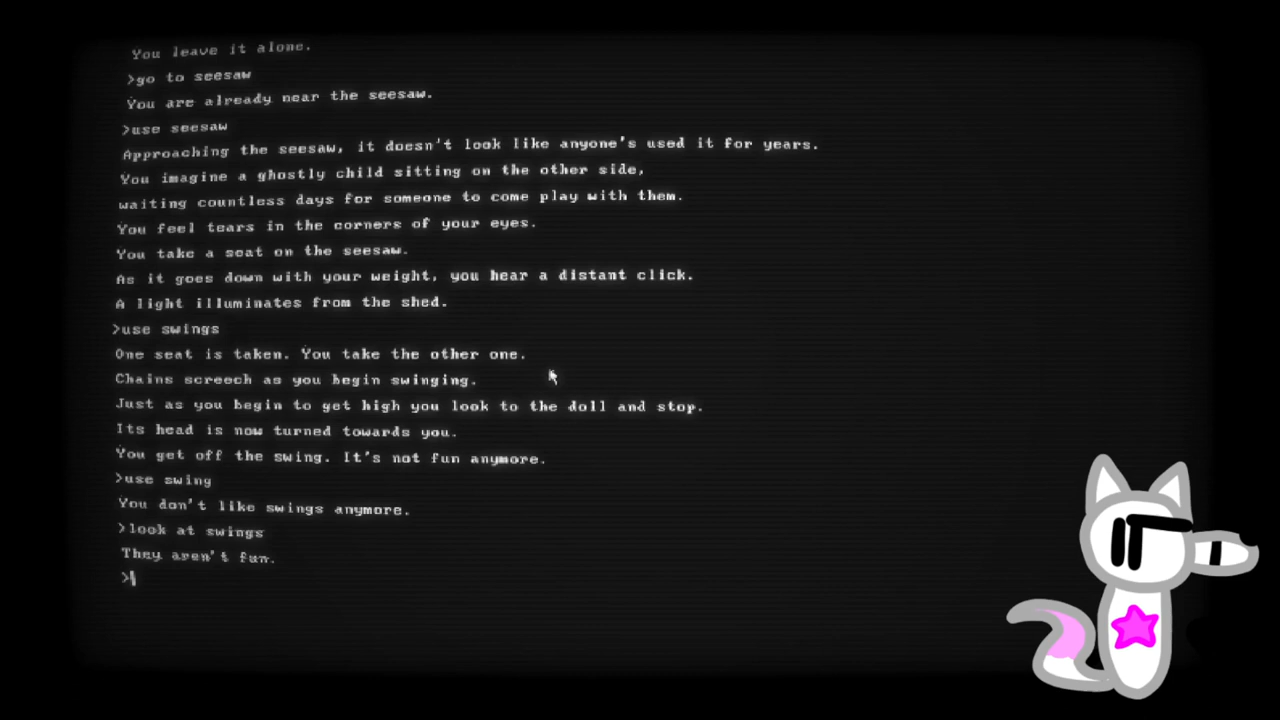 You leave it alone.
>go to seesaw
You are already near the seesaw.
>use seesaw
Approaching the seesaw, it doesn't look like anyone's used it for years.
You imagine a ghostly child sitting on the other side,
waiting countless days for someone to come play with them.
You feel tears in the corners of your eyes.
You take a seat on the seesaw.
As it goes down with your weight, you hear a distant click.
A light illuminates from the shed.
>use swings
One seat is taken. You take the other one.
Chains screech as you begin swinging.
Just as you begin to get high you look to the doll and stop.
Its head is now turned towards you.
You get off the swing. It's not fun anymore.
>use swing
You don't like swings anymore.
>look at swings
They aren't fun.
>